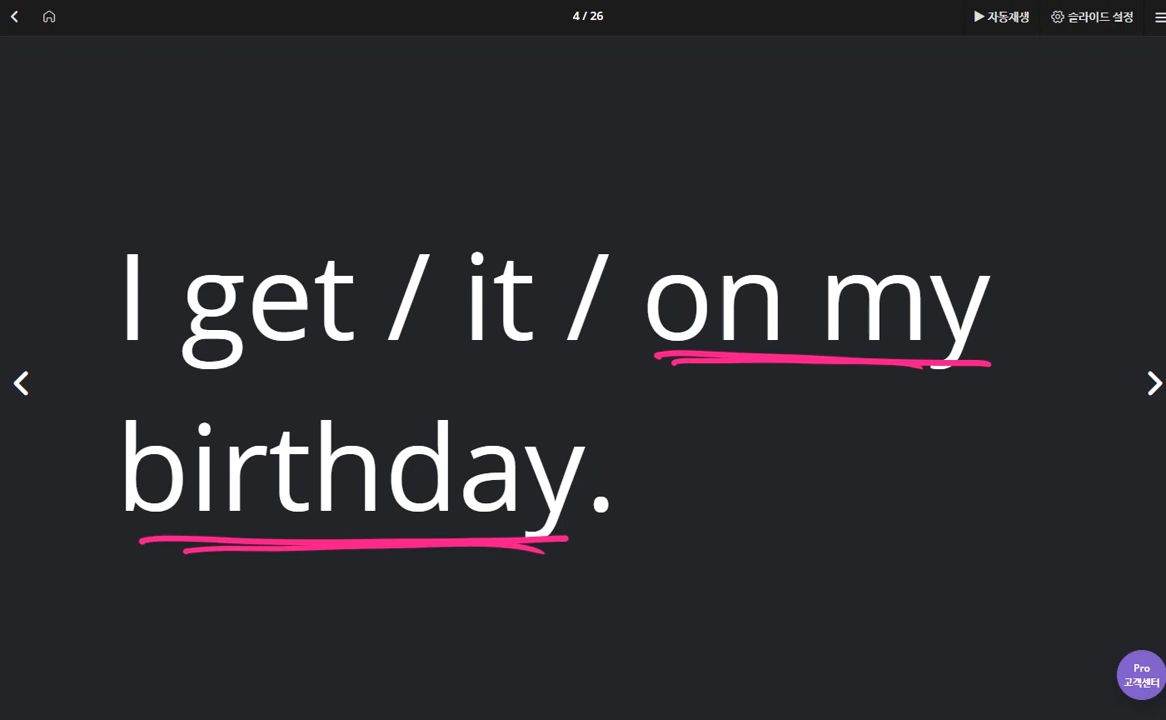 4 / 26
▶ 자동재생
슬라이드 설정
I get / it / on my
birthday.
Pro
고객센터